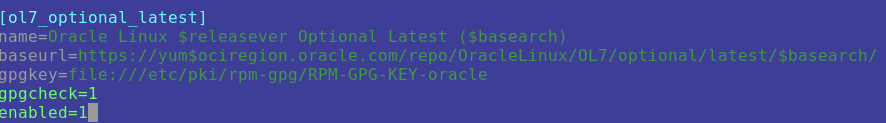 [ol7_optional_latest]
name=Oracle Linux $releasever Optional Latest ($basearch)
baseurl=https://yum$ociregion.oracle.com/repo/OracleLinux/OL7/optional/latest/$basearch/
gpgkey=file:///etc/pki/rpm-gpg/RPM-GPG-KEY-oracle
gpgcheck=1
enabled=1